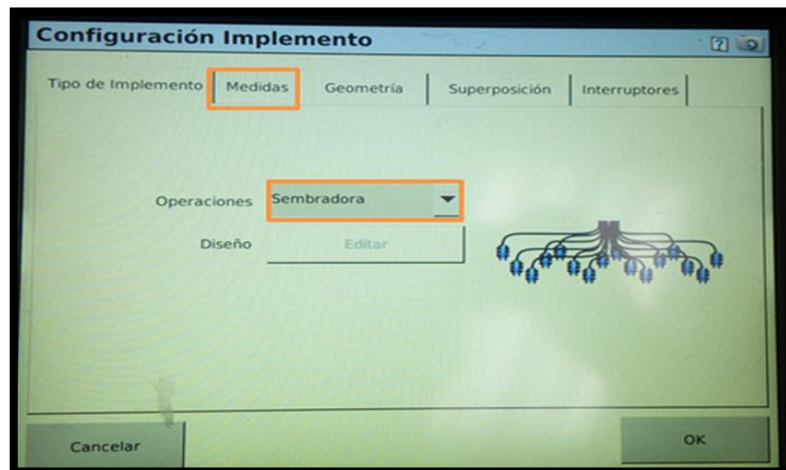 Configuración Implemento
?
Tipo de Implemento Medidas Geometría Superposición Interruptores
Operaciones Sembradora
Diseño Editar
Cancelar OK